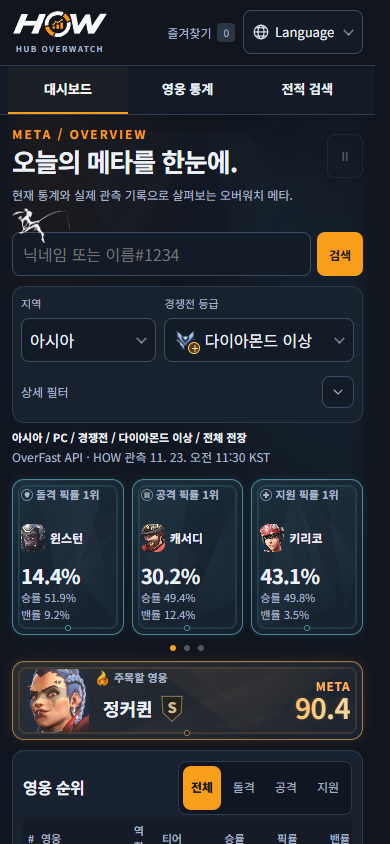 HOW
HUB OVERWATCH
즐겨찾기 0
Language
대시보드 영웅 통계 전적 검색
META / OVERVIEW
오늘의 메타를 한눈에.
현재 통계와 실제 관측 기록으로 살펴보는 오버워치 메타.
닉네임 또는 이름#1234 검색
지역 경쟁전 등급
아시아 다이아몬드 이상
상세 필터
아시아 / PC / 경쟁전 / 다이아몬드 이상 / 전체 전장
OverFast API · HOW 관측 11. 23. 오전 11:30 KST
돌격 픽률 1위 공격 픽률 1위 지원 픽률 1위
윈스턴 캐서디 키리코
14.4% 30.2% 43.1%
승률 51.9% 승률 49.4% 승률 49.8%
밴률 9.2% 밴률 12.4% 밴률 3.5%
주목할 영웅
META
정커퀸 S 90.4
영웅 순위 전체 돌격 공격 지원
# 영웅 역 티어 승률 픽률 밴률